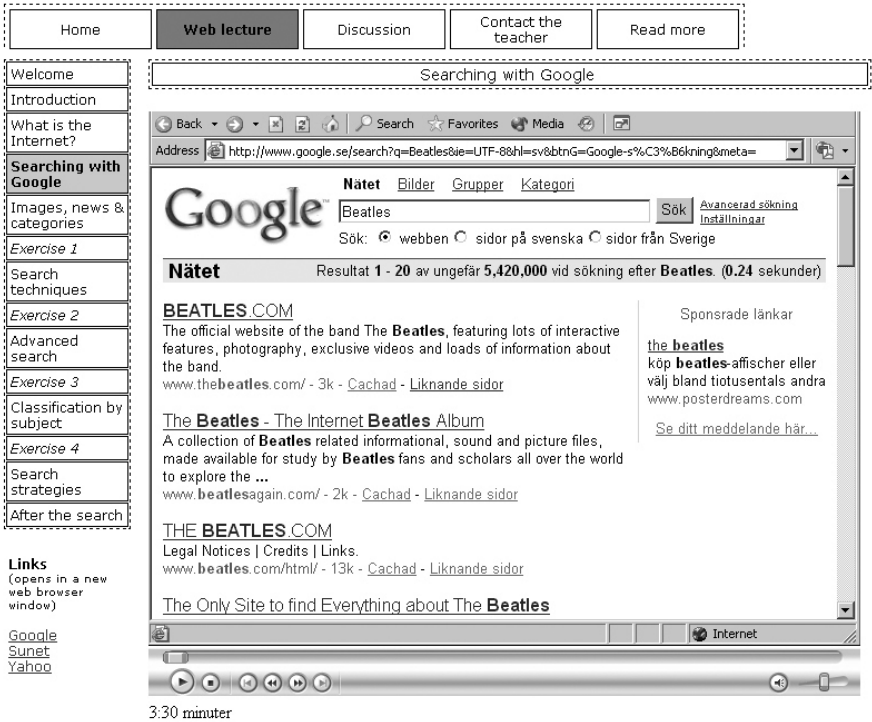 Home
Web lecture
Discussion
Contact the
teacher
Read more
Welcome
Introduction
What is the
Internet?
Searching with
Google
Images, news &
categories
Exercise 1
Search
techniques
Exercise 2
Advanced
search
Exercise 3
Classification by
subject
Exercise 4
Search
strategies
After the search
Links
(opens in a new
web browser
window)
Google
Sunet
Yahoo
Searching with Google
Back Search Favorites Media
Address http://www.google.se/search?q=Beatles&ie=UTF-8&hl=sv&btnG=Google-s%C3%B6kning&meta=
Google™
Nätet Bilder Grupper Kategori
Beatles Sök Avancerad sökning
Inställningar
Sök: webben sidor på svenska sidor från Sverige
Nätet Resultat 1 - 20 av ungefär 5,420,000 vid sökning efter Beatles. (0.24 sekunder)
BEATLES.COM
The official website of the band The Beatles, featuring lots of interactive
features, photography, exclusive videos and loads of information about
the band.
www.thebeatles.com/ - 3k - Cachad - Liknande sidor
The Beatles - The Internet Beatles Album
A collection of Beatles related informational, sound and picture files,
made available for study by Beatles fans and scholars all over the world
to explore the ...
www.beatlesagain.com/ - 2k - Cachad - Liknande sidor
THE BEATLES.COM
Legal Notices | Credits | Links.
www.beatles.com/html/ - 13k - Cachad - Liknande sidor
The Only Site to find Everything about The Beatles
Sponsrade länkar
the beatles
köp beatles-affischer eller
välj bland tiotusentals andra
www.posterdreams.com
Se ditt meddelande här...
Internet
3:30 minuter